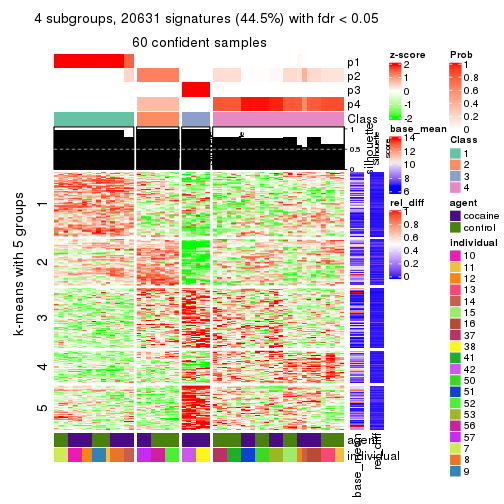 4 subgroups, 20631 signatures (44.5%) with fdr < 0.05
60 confident samples
p1
p2
p3
p4
Class
1
0.5
0
silhouette
score
k-means with 5 groups
1
2
3
4
5
agent
individual
base_mean
rel_diff
z-score
2
1
0
-1
-2
base_mean
14
12
10
8
6
rel_diff
1
0.8
0.6
0.4
0.2
0
Prob
1
0.8
0.6
0.4
0.2
0
Class
1
2
3
4
agent
cocaine
control
individual
10
11
12
13
14
15
16
37
38
41
42
50
51
52
53
56
57
7
8
9